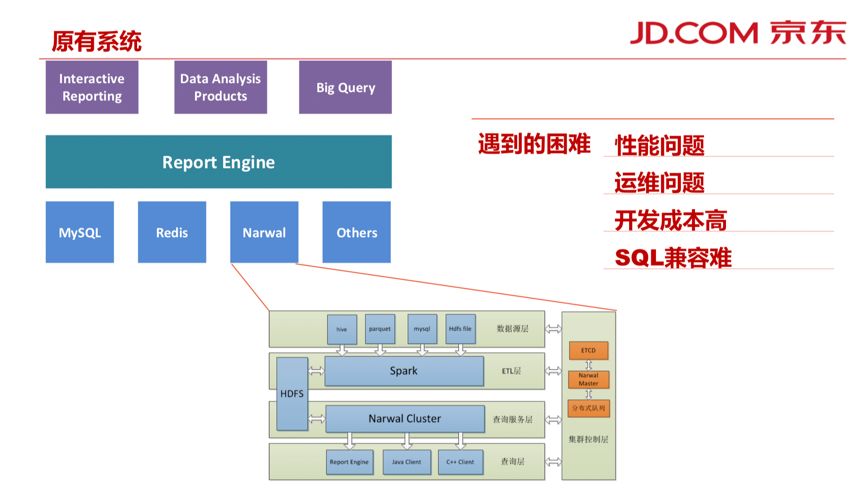 原有系统
JD.COM 京东
Interactive
Reporting
Data Analysis
Products
Big Query
Report Engine
MySQL
Redis
Narwal
Others
遇到的困难
性能问题
运维问题
开发成本高
SQL兼容难
hive
parquet
mysql
Hdfs file
数据源层
HDFS
Spark
ETL层
Narwal Cluster
查询服务层
Report Engine
Java Client
C++ Client
查询层
ETCD
Narwal
Master
分布式队列
集群控制层